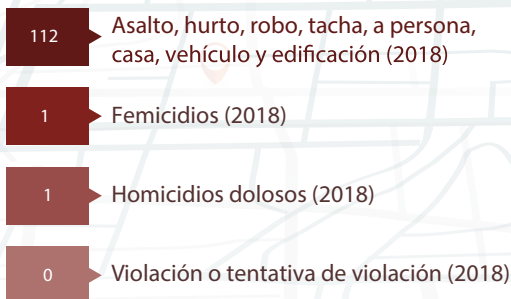 112
Asalto, hurto, robo, tacha, a persona,
casa, vehículo y edificación (2018)
1
Femicidios (2018)
1
Homicidios dolosos (2018)
0
Violación o tentativa de violación (2018)